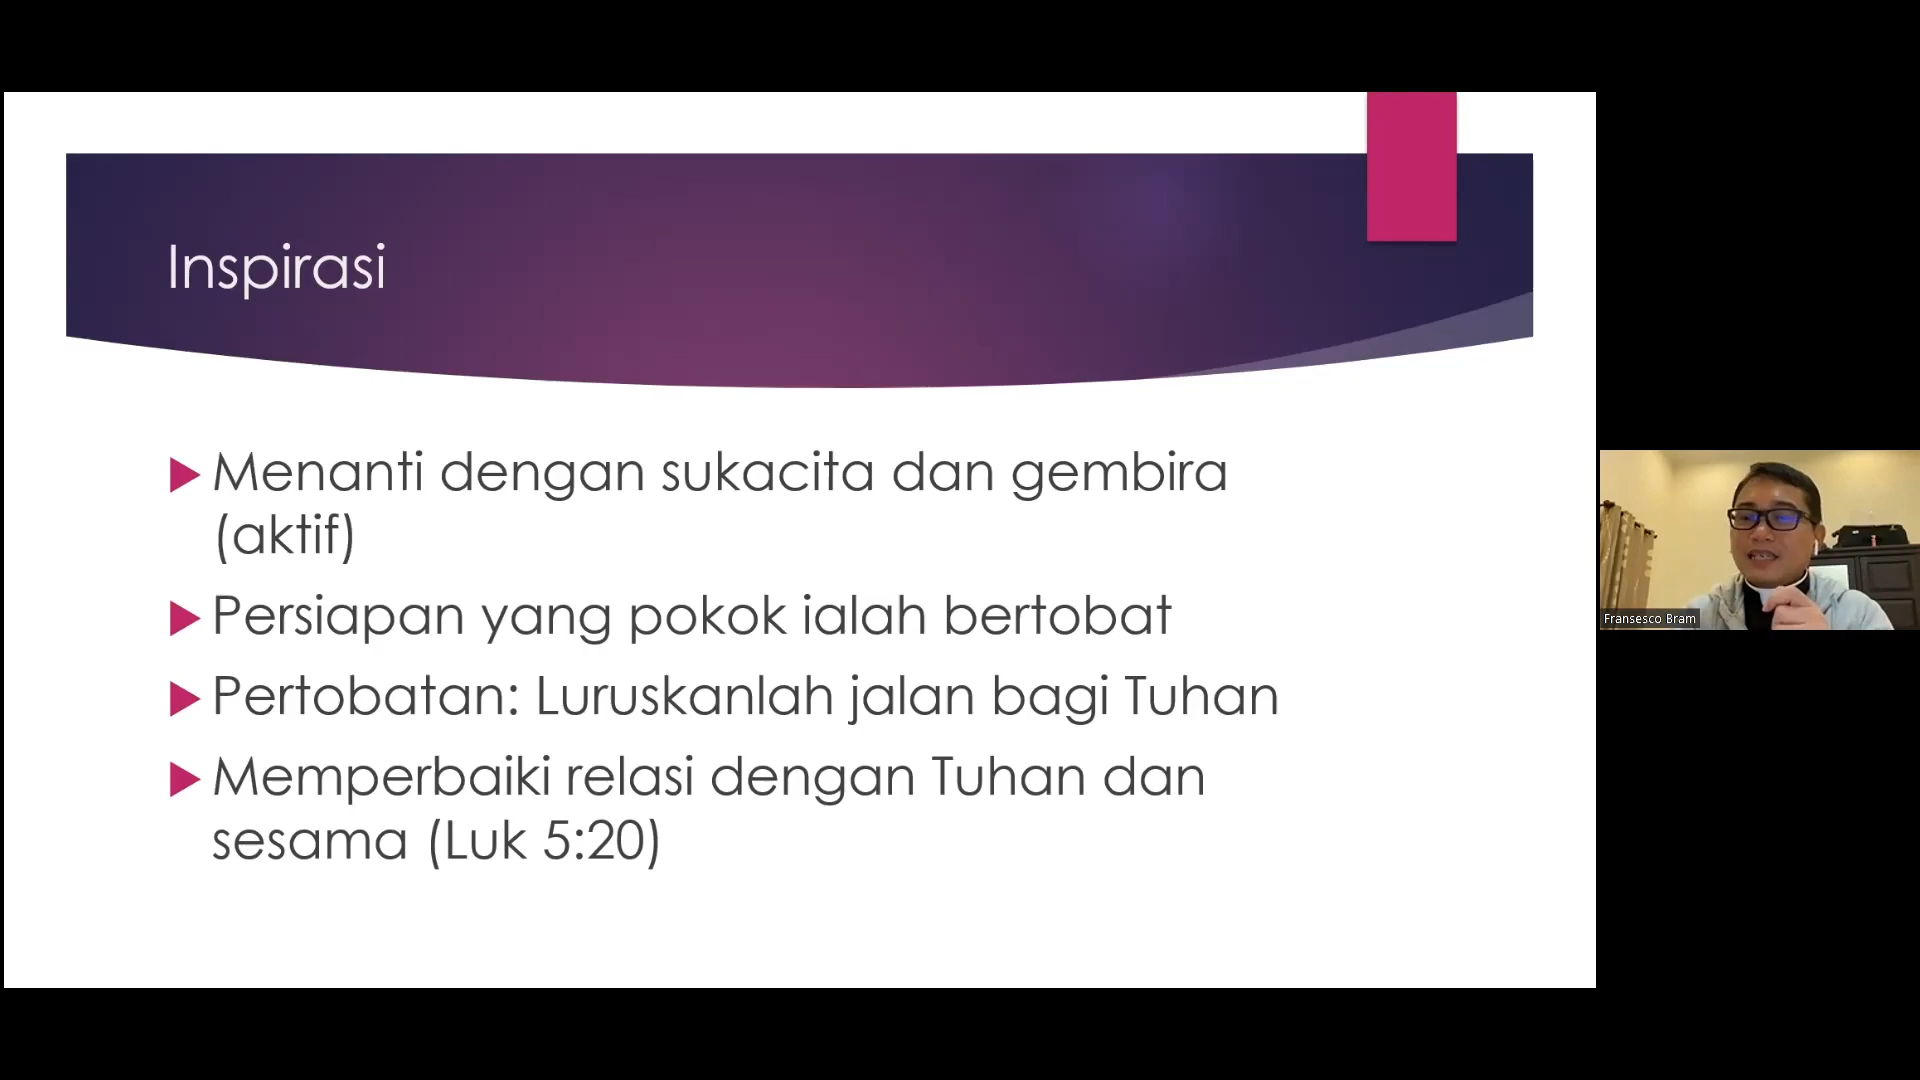 Inspirasi
Menanti dengan sukacita dan gembira
(aktif)
Persiapan yang pokok ialah bertobat
Pertobatan: Luruskanlah jalan bagi Tuhan
Memperbaiki relasi dengan Tuhan dan
sesama (Luk 5:20)
Fransesco Bram